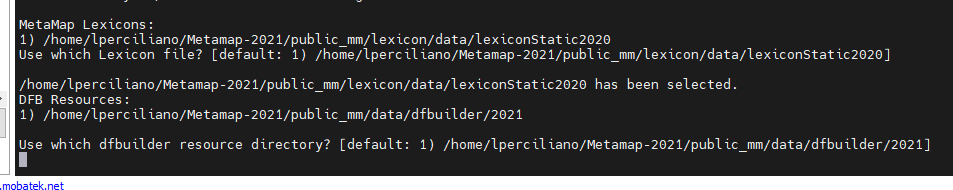 MetaMap Lexicons:
1) /home/lperciliano/Metamap-2021/public_mm/lexicon/data/lexiconStatic2020
Use which Lexicon file? [default: 1) /home/lperciliano/Metamap-2021/public_mm/lexicon/data/lexiconStatic2020]
/home/lperciliano/Metamap-2021/public_mm/lexicon/data/lexiconStatic2020 has been selected.
DFB Resources:
1) /home/lperciliano/Metamap-2021/public_mm/data/dfbuilder/2021
Use which dfbuilder resource directory? [default: 1) /home/lperciliano/Metamap-2021/public_mm/data/dfbuilder/2021]
.mobatek.net